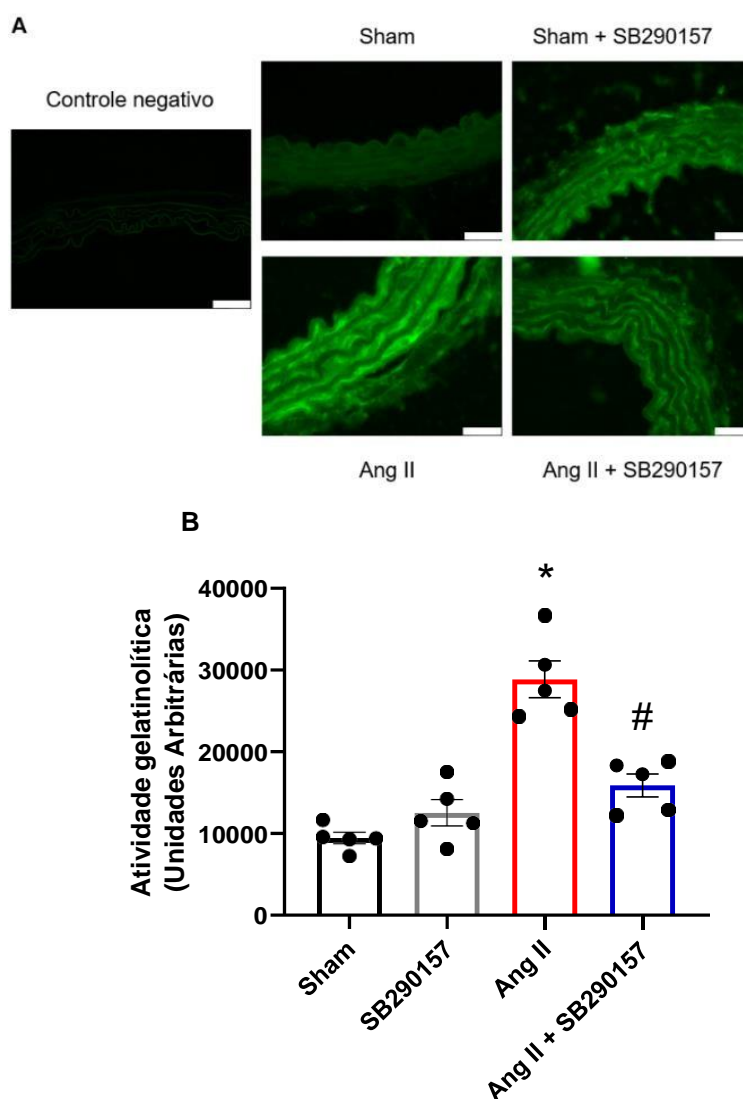 A
Sham
Sham + SB290157
Controle negativo
Ang II
Ang II + SB290157
B
Atividade gelatinolítica
(Unidades Arbitrárias)
40000
30000
20000
10000
0
*
#
Sham
SB290157
Ang II
Ang II + SB290157